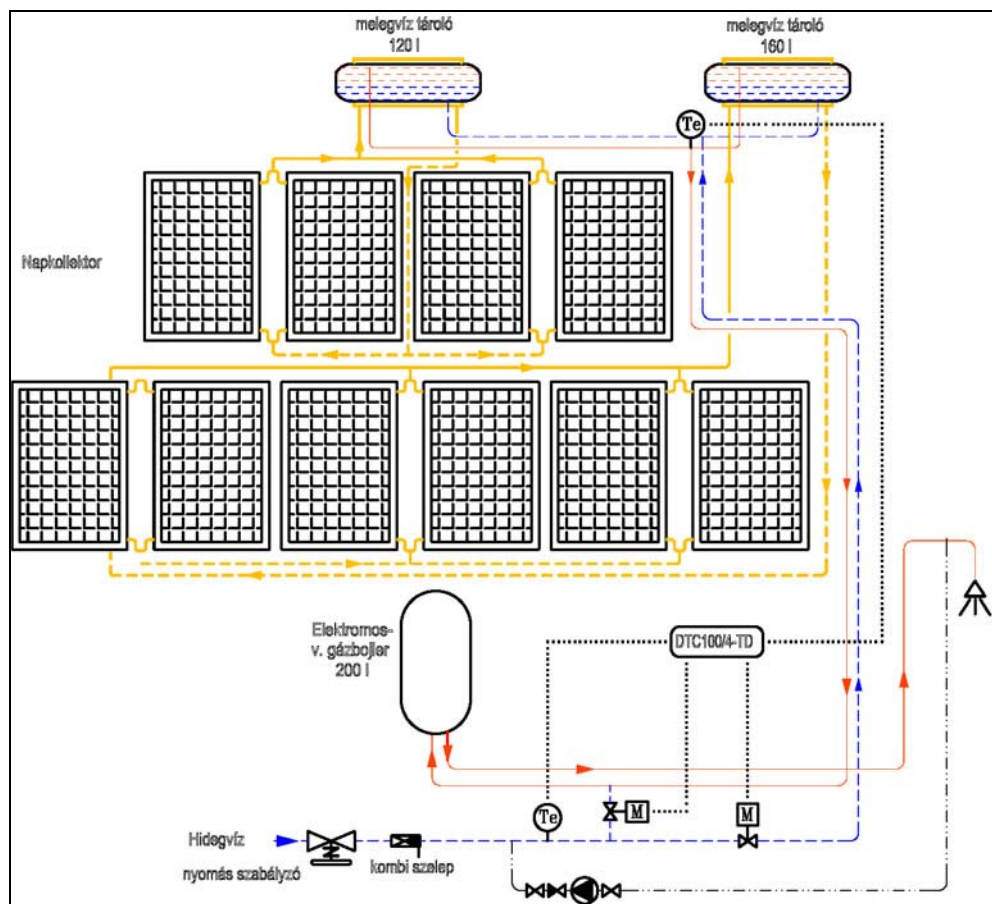 melegvíz tároló
120 l
melegvíz tároló
160 l
Te
Napkollektor
Elektromos-
v. gázbojler
200 l
DTC100/4-TD
Te
M
M
Hidegvíz
nyomás szabályzó
kombi szelep